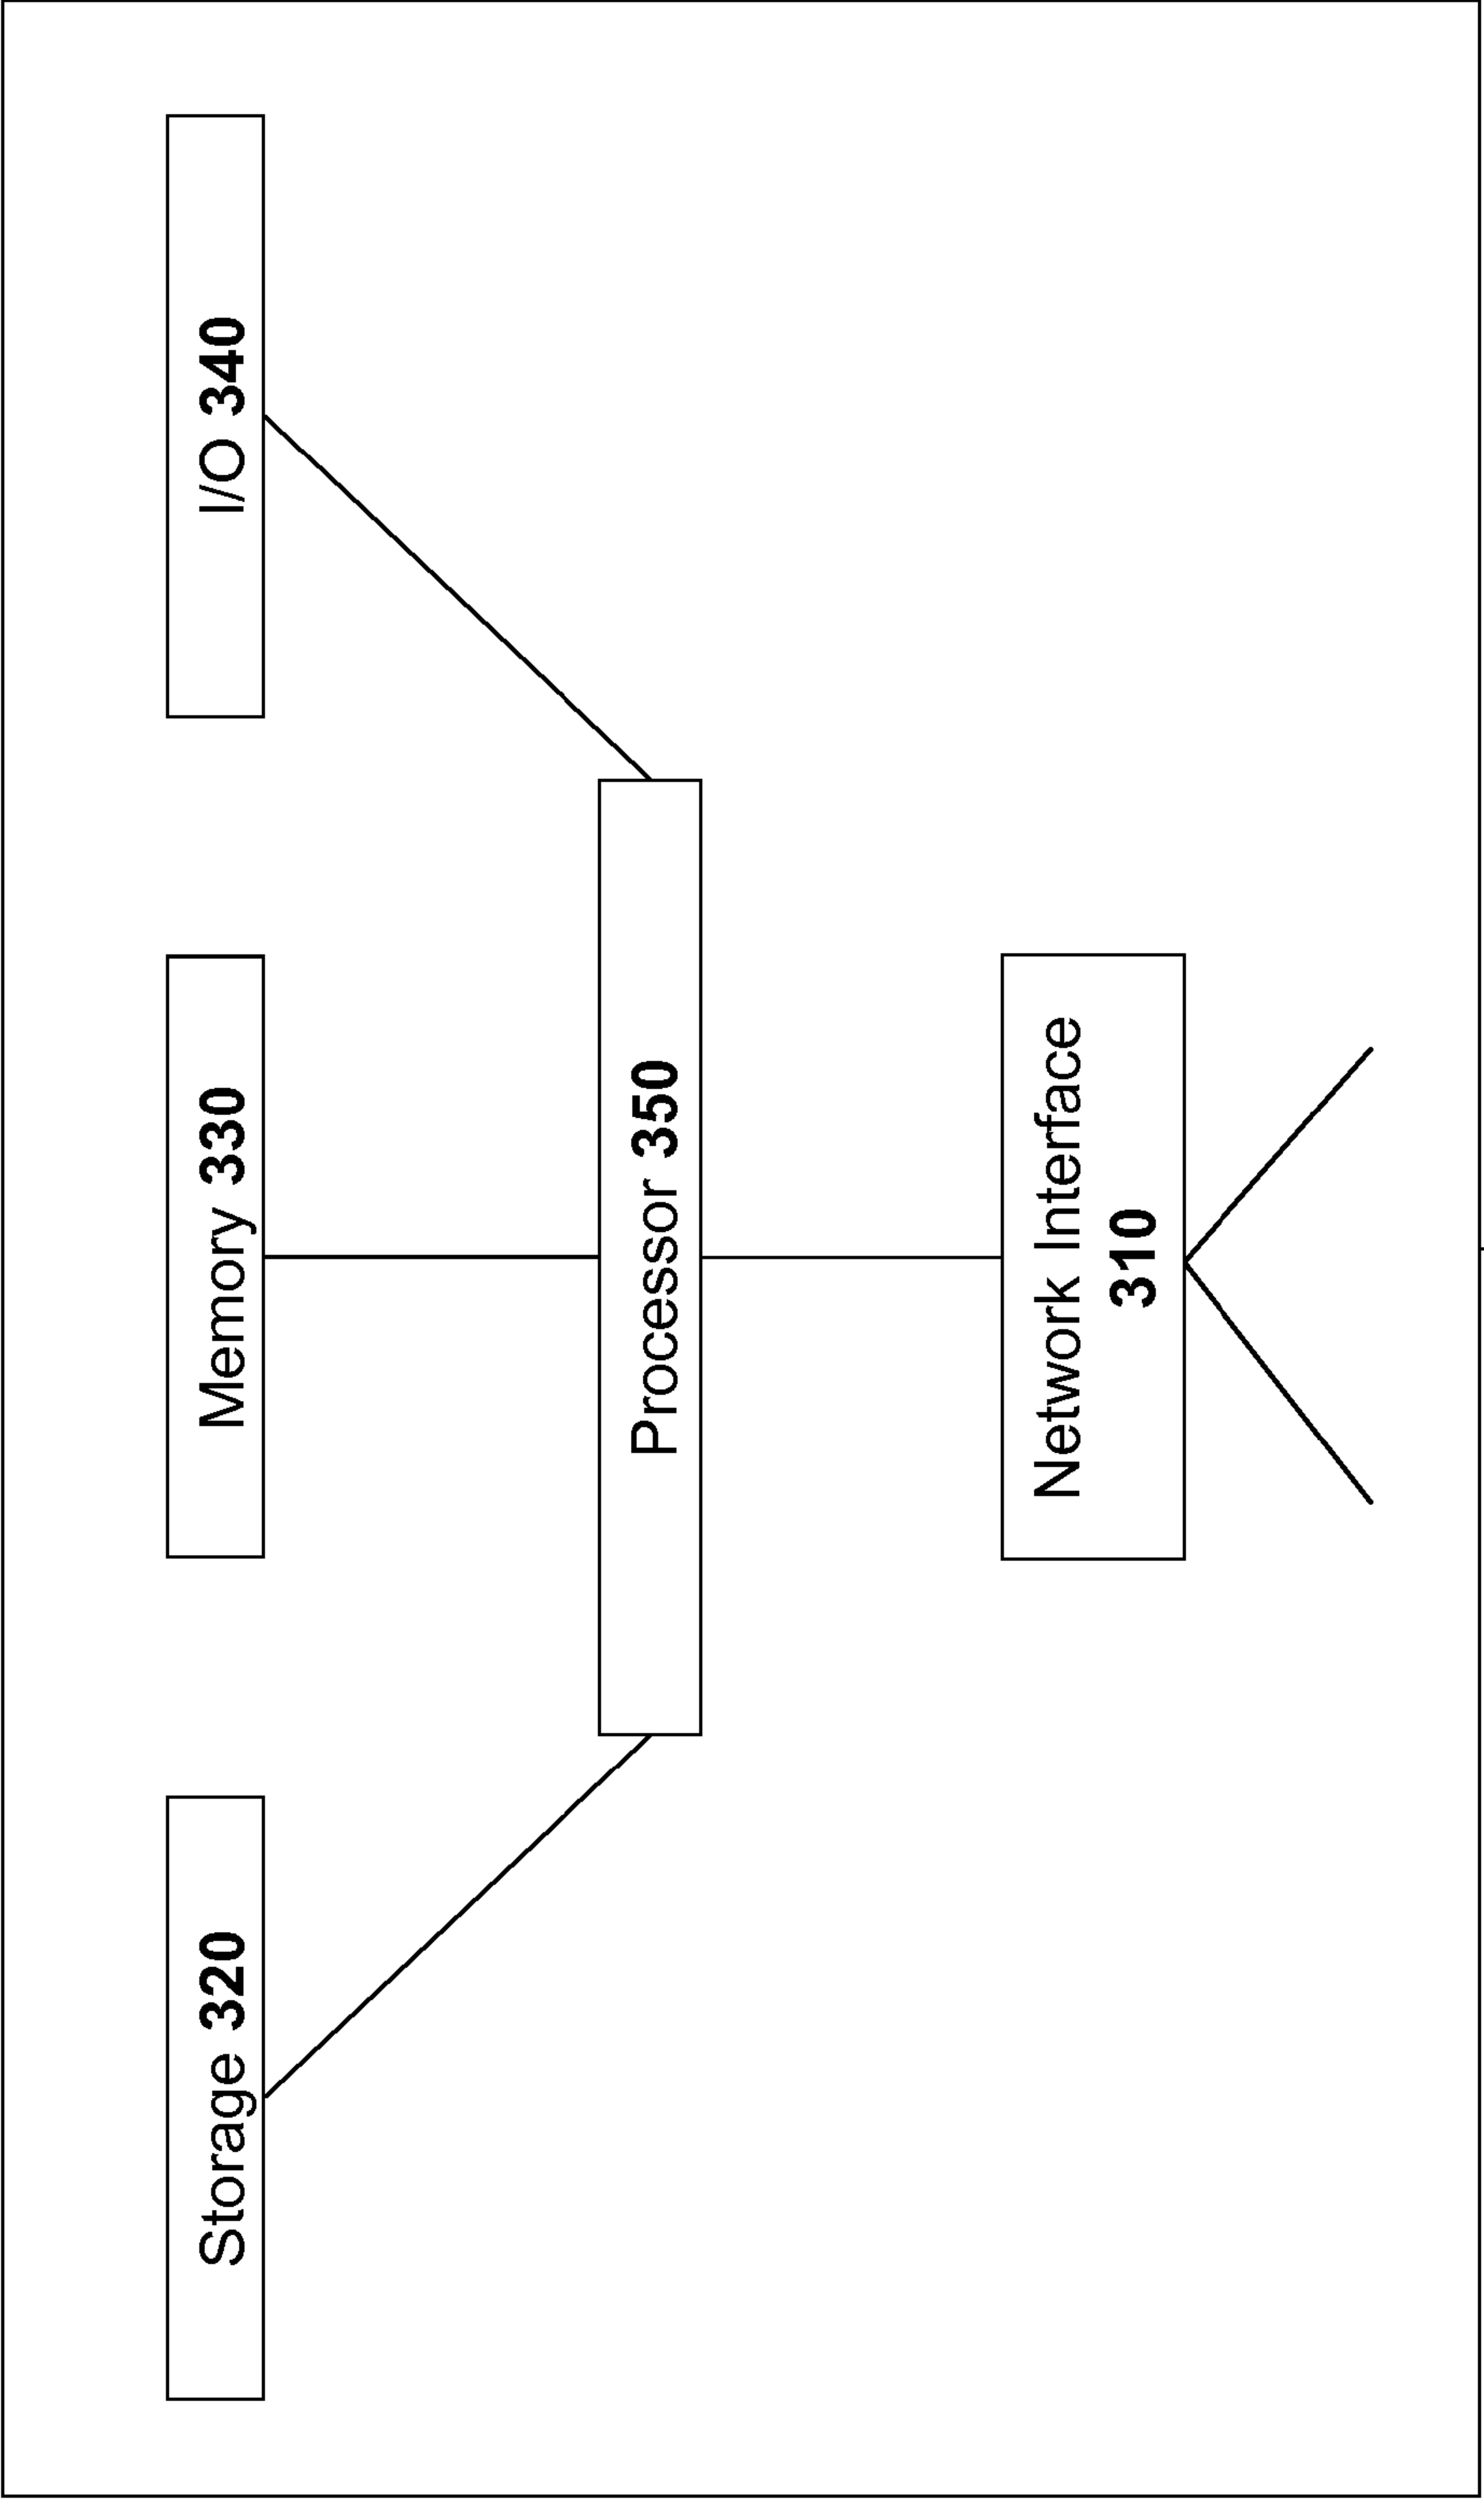 Storage 320
Memory 330
I/O 340
Processor 350
Network Interface
310